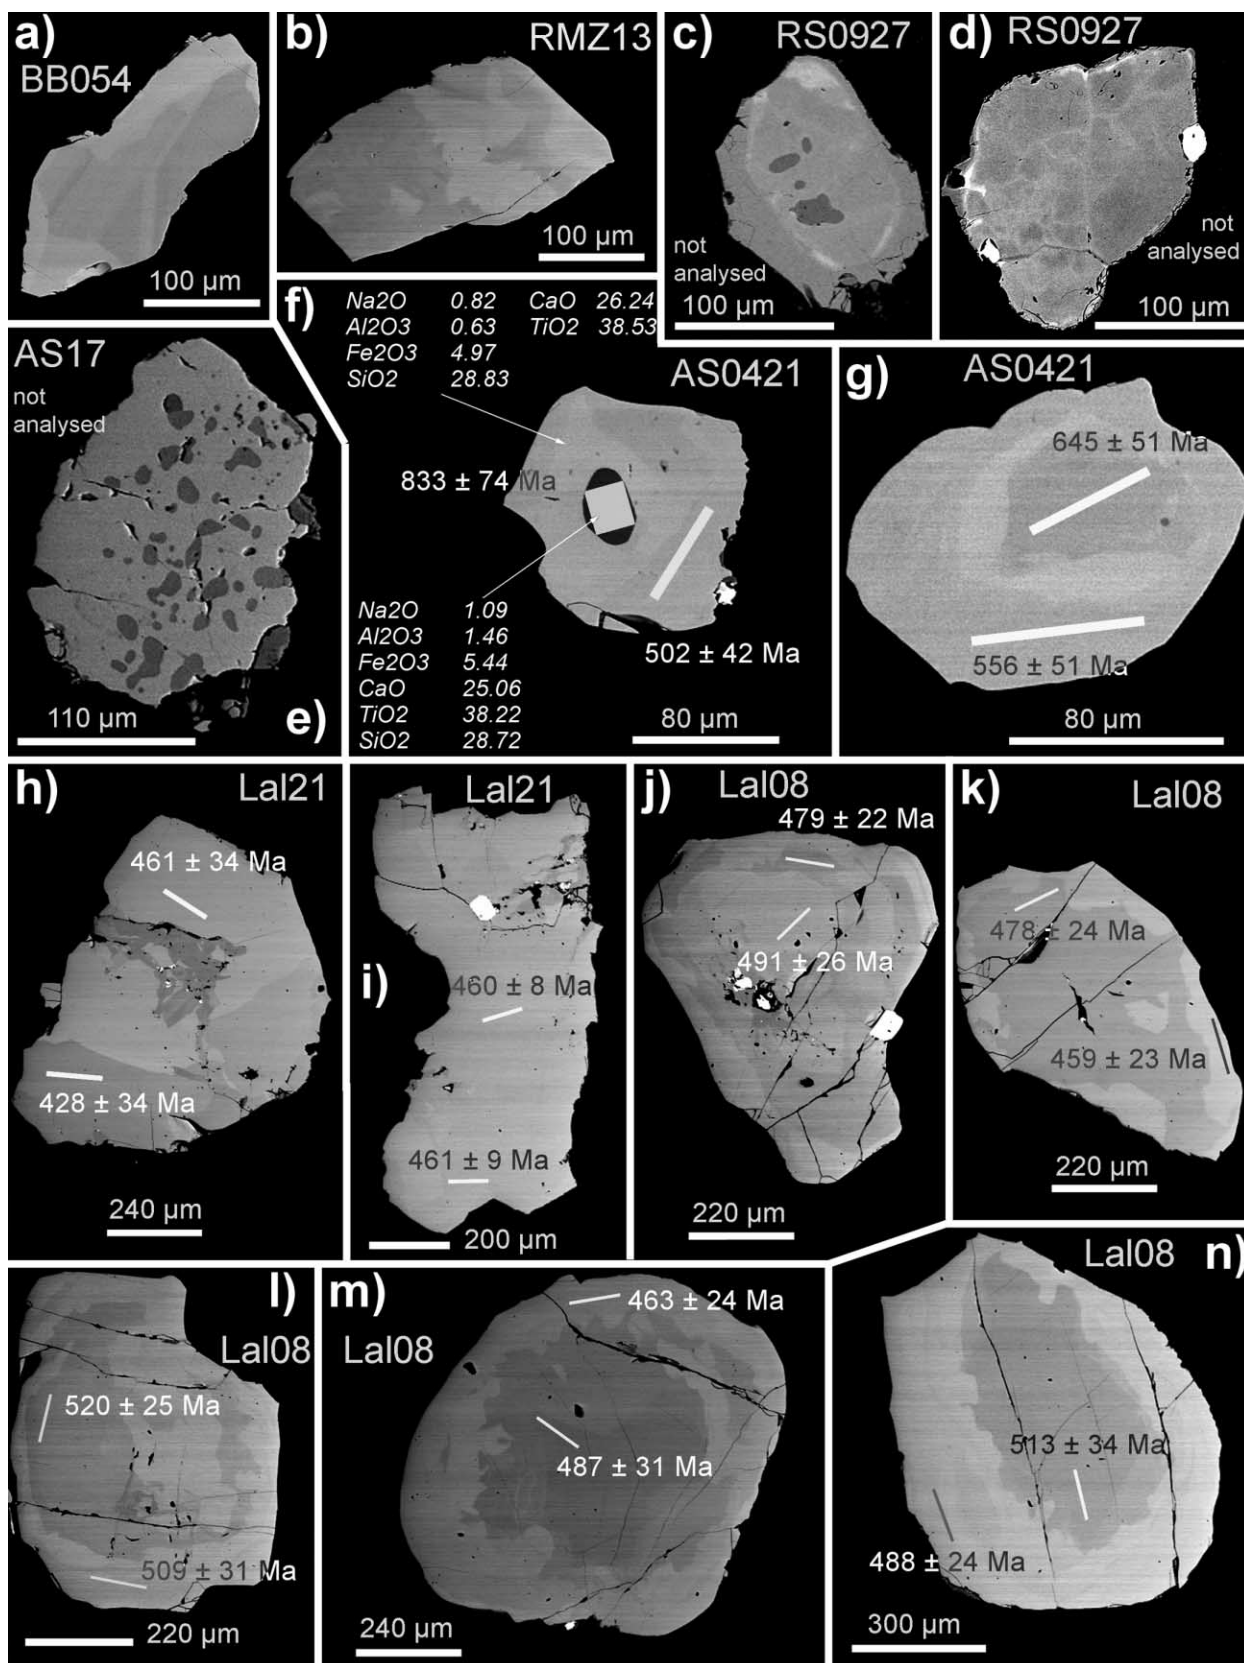 a)
BB054
100 µm
b)
RMZ13
100 µm
c)
RS0927
not
analysed
100 µm
d)
RS0927
not
analysed
100 µm
AS17
not
analysed
110 µm
e)
f)
Na2O 0.82 CaO 26.24
Al2O3 0.63 TiO2 38.53
Fe2O3 4.97
SiO2 28.83
AS0421
833 ± 74 Ma
Na2O 1.09
Al2O3 1.46
Fe2O3 5.44
CaO 25.06
TiO2 38.22
SiO2 28.72
502 ± 42 Ma
80 µm
g)
AS0421
645 ± 51 Ma
556 ± 51 Ma
80 µm
h)
Lal21
461 ± 34 Ma
428 ± 34 Ma
240 µm
Lal21
i)
460 ± 8 Ma
461 ± 9 Ma
200 µm
j)
Lal08
479 ± 22 Ma
491 ± 26 Ma
220 µm
k)
Lal08
478 ± 24 Ma
459 ± 23 Ma
220 µm
l)
Lal08
520 ± 25 Ma
509 ± 31 Ma
220 µm
m)
Lal08
463 ± 24 Ma
487 ± 31 Ma
240 µm
Lal08
n)
513 ± 34 Ma
488 ± 24 Ma
300 µm